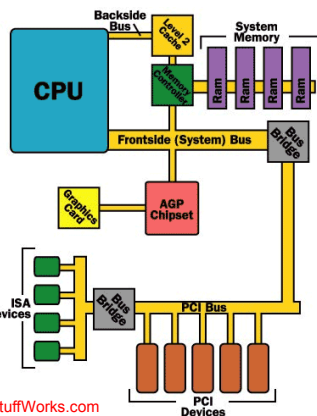 Backside
Bus
Level 2
Cache
System
Memory
CPU
Memory
Controller
Ram
Ram
Ram
Ram
Frontside (System) Bus
Bus
Bridge
Graphics
Card
AGP
Chipset
ISA
evices
Bus
Bridge
PCI Bus
PCI
Devices
tuffWorks.com